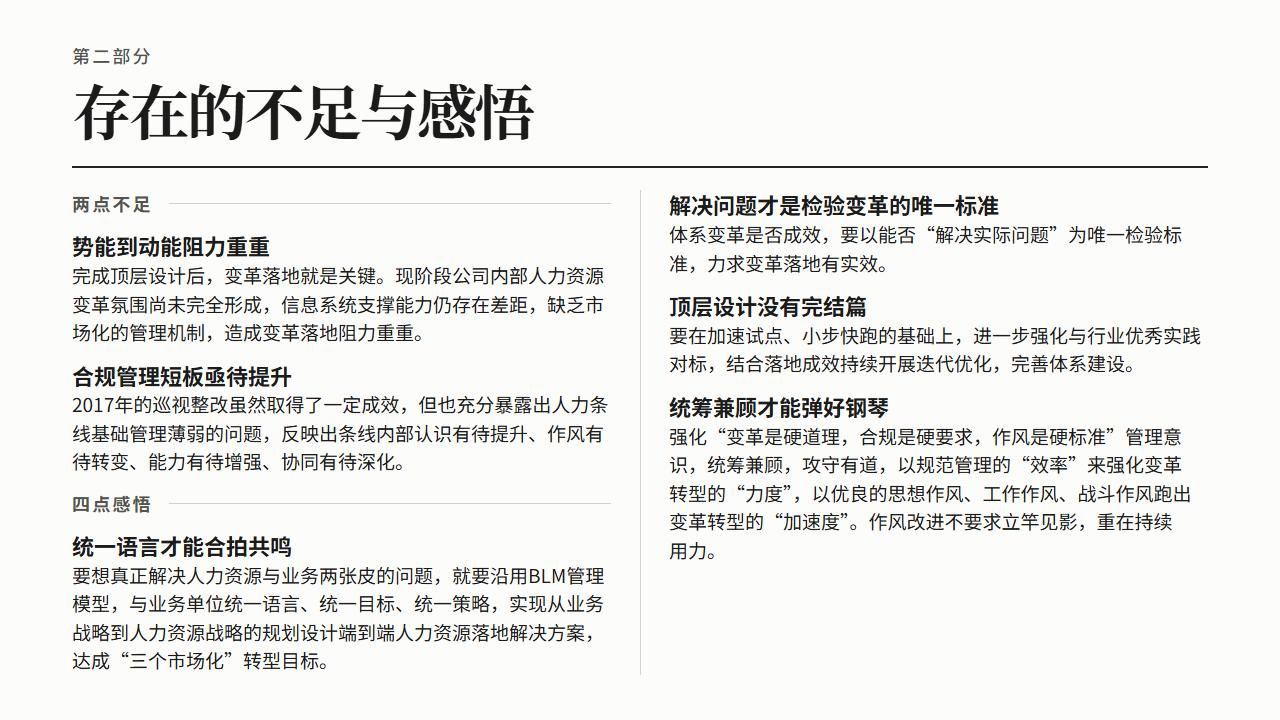 第二部分
存在的不足与感悟
两点不足
势能到动能阻力重重
完成顶层设计后，变革落地就是关键。现阶段公司内部人力资源
变革氛围尚未完全形成，信息系统支撑能力仍存在差距，缺乏市
场化的管理机制，造成变革落地阻力重重。
合规管理短板亟待提升
2017年的巡视整改虽然取得了一定成效，但也充分暴露出人力条
线基础管理薄弱的问题，反映出条线内部认识有待提升、作风有
待转变、能力有待增强、协同有待深化。
四点感悟
统一语言才能合拍共鸣
要想真正解决人力资源与业务两张皮的问题，就要沿用BLM管理
模型，与业务单位统一语言、统一目标、统一策略，实现从业务
战略到人力资源战略的规划设计端到端人力资源落地解决方案，
达成“三个市场化”转型目标。
解决问题才是检验变革的唯一标准
体系变革是否成效，要以能否“解决实际问题”为唯一检验标
准，力求变革落地有实效。
顶层设计没有完结篇
要在加速试点、小步快跑的基础上，进一步强化与行业优秀实践
对标，结合落地成效持续开展迭代优化，完善体系建设。
统筹兼顾才能弹好钢琴
强化“变革是硬道理，合规是硬要求，作风是硬标准”管理意
识，统筹兼顾，攻守有道，以规范管理的“效率”来强化变革
转型的“力度”，以优良的思想作风、工作作风、战斗作风跑出
变革转型的“加速度”。作风改进不要求立竿见影，重在持续
用力。